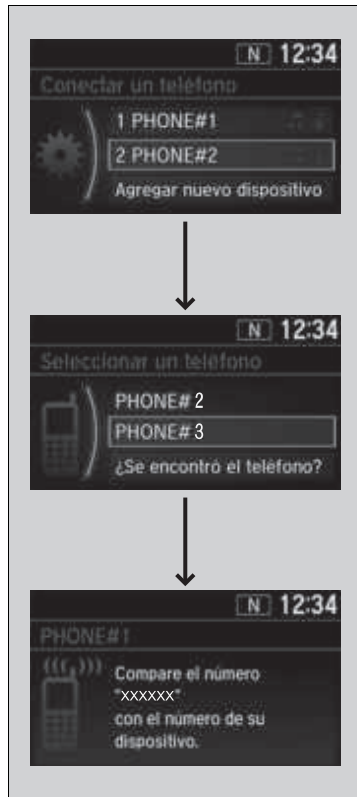 N 12:34
Conectar un teléfono
1 PHONE#1
2 PHONE#2
Agregar nuevo dispositivo
N 12:34
Seleccionar un teléfono
PHONE# 2
PHONE# 3
¿Se encontró el teléfono?
N 12:34
PHONE#1
Compare el número
"xxxxxx"
con el número de su
dispositivo.